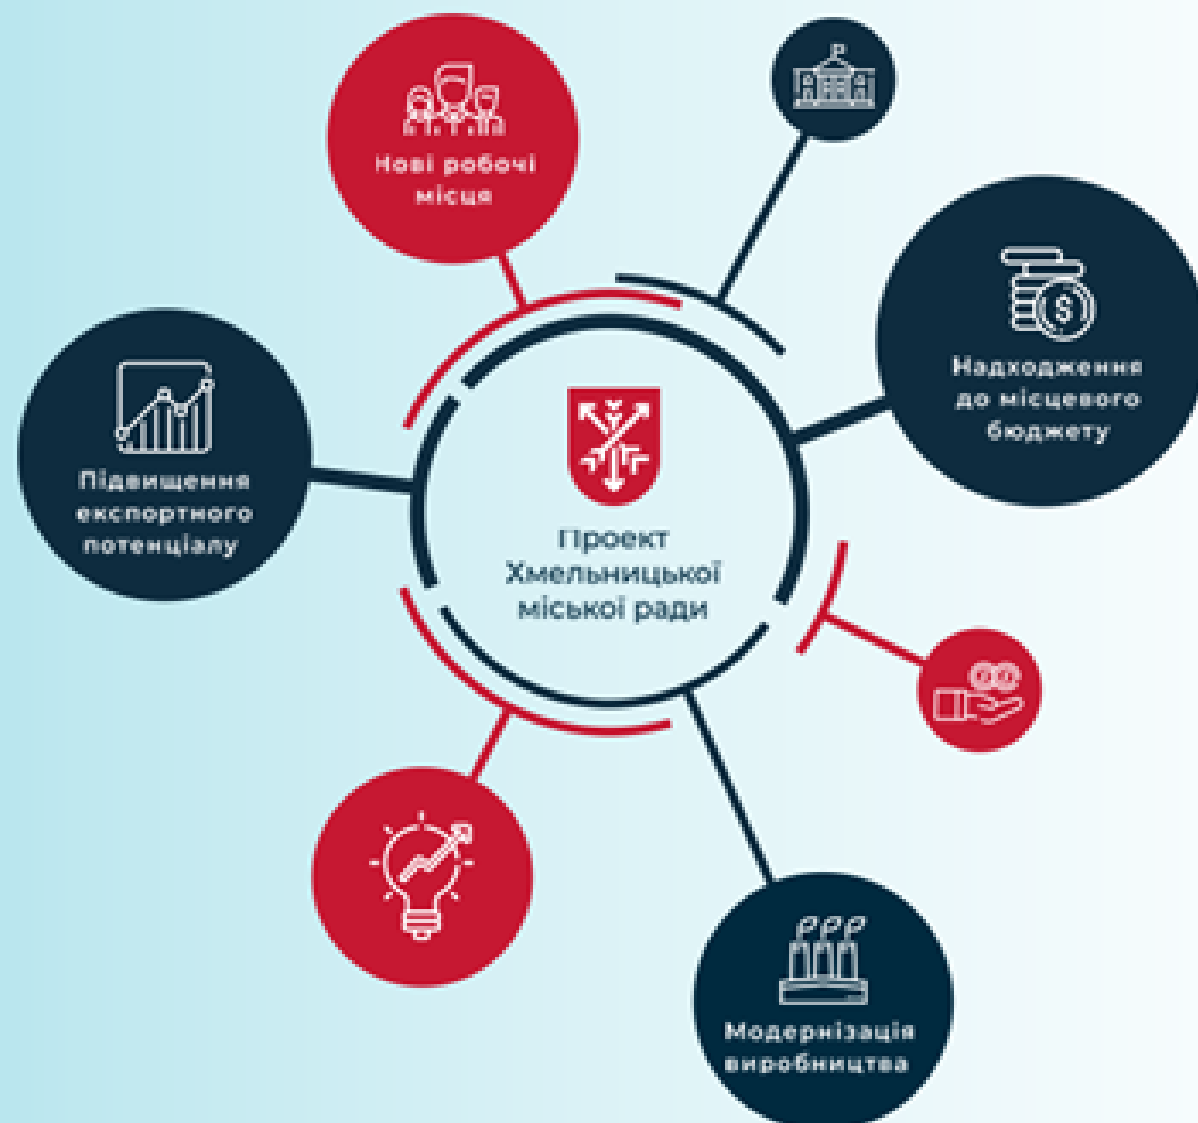 Нові робочі
місця
Надходження
до місцевого
бюджету
Підвищення
експортного
потенціалу
Проект
Хмельницької
міської ради
Модернізація
виробництва